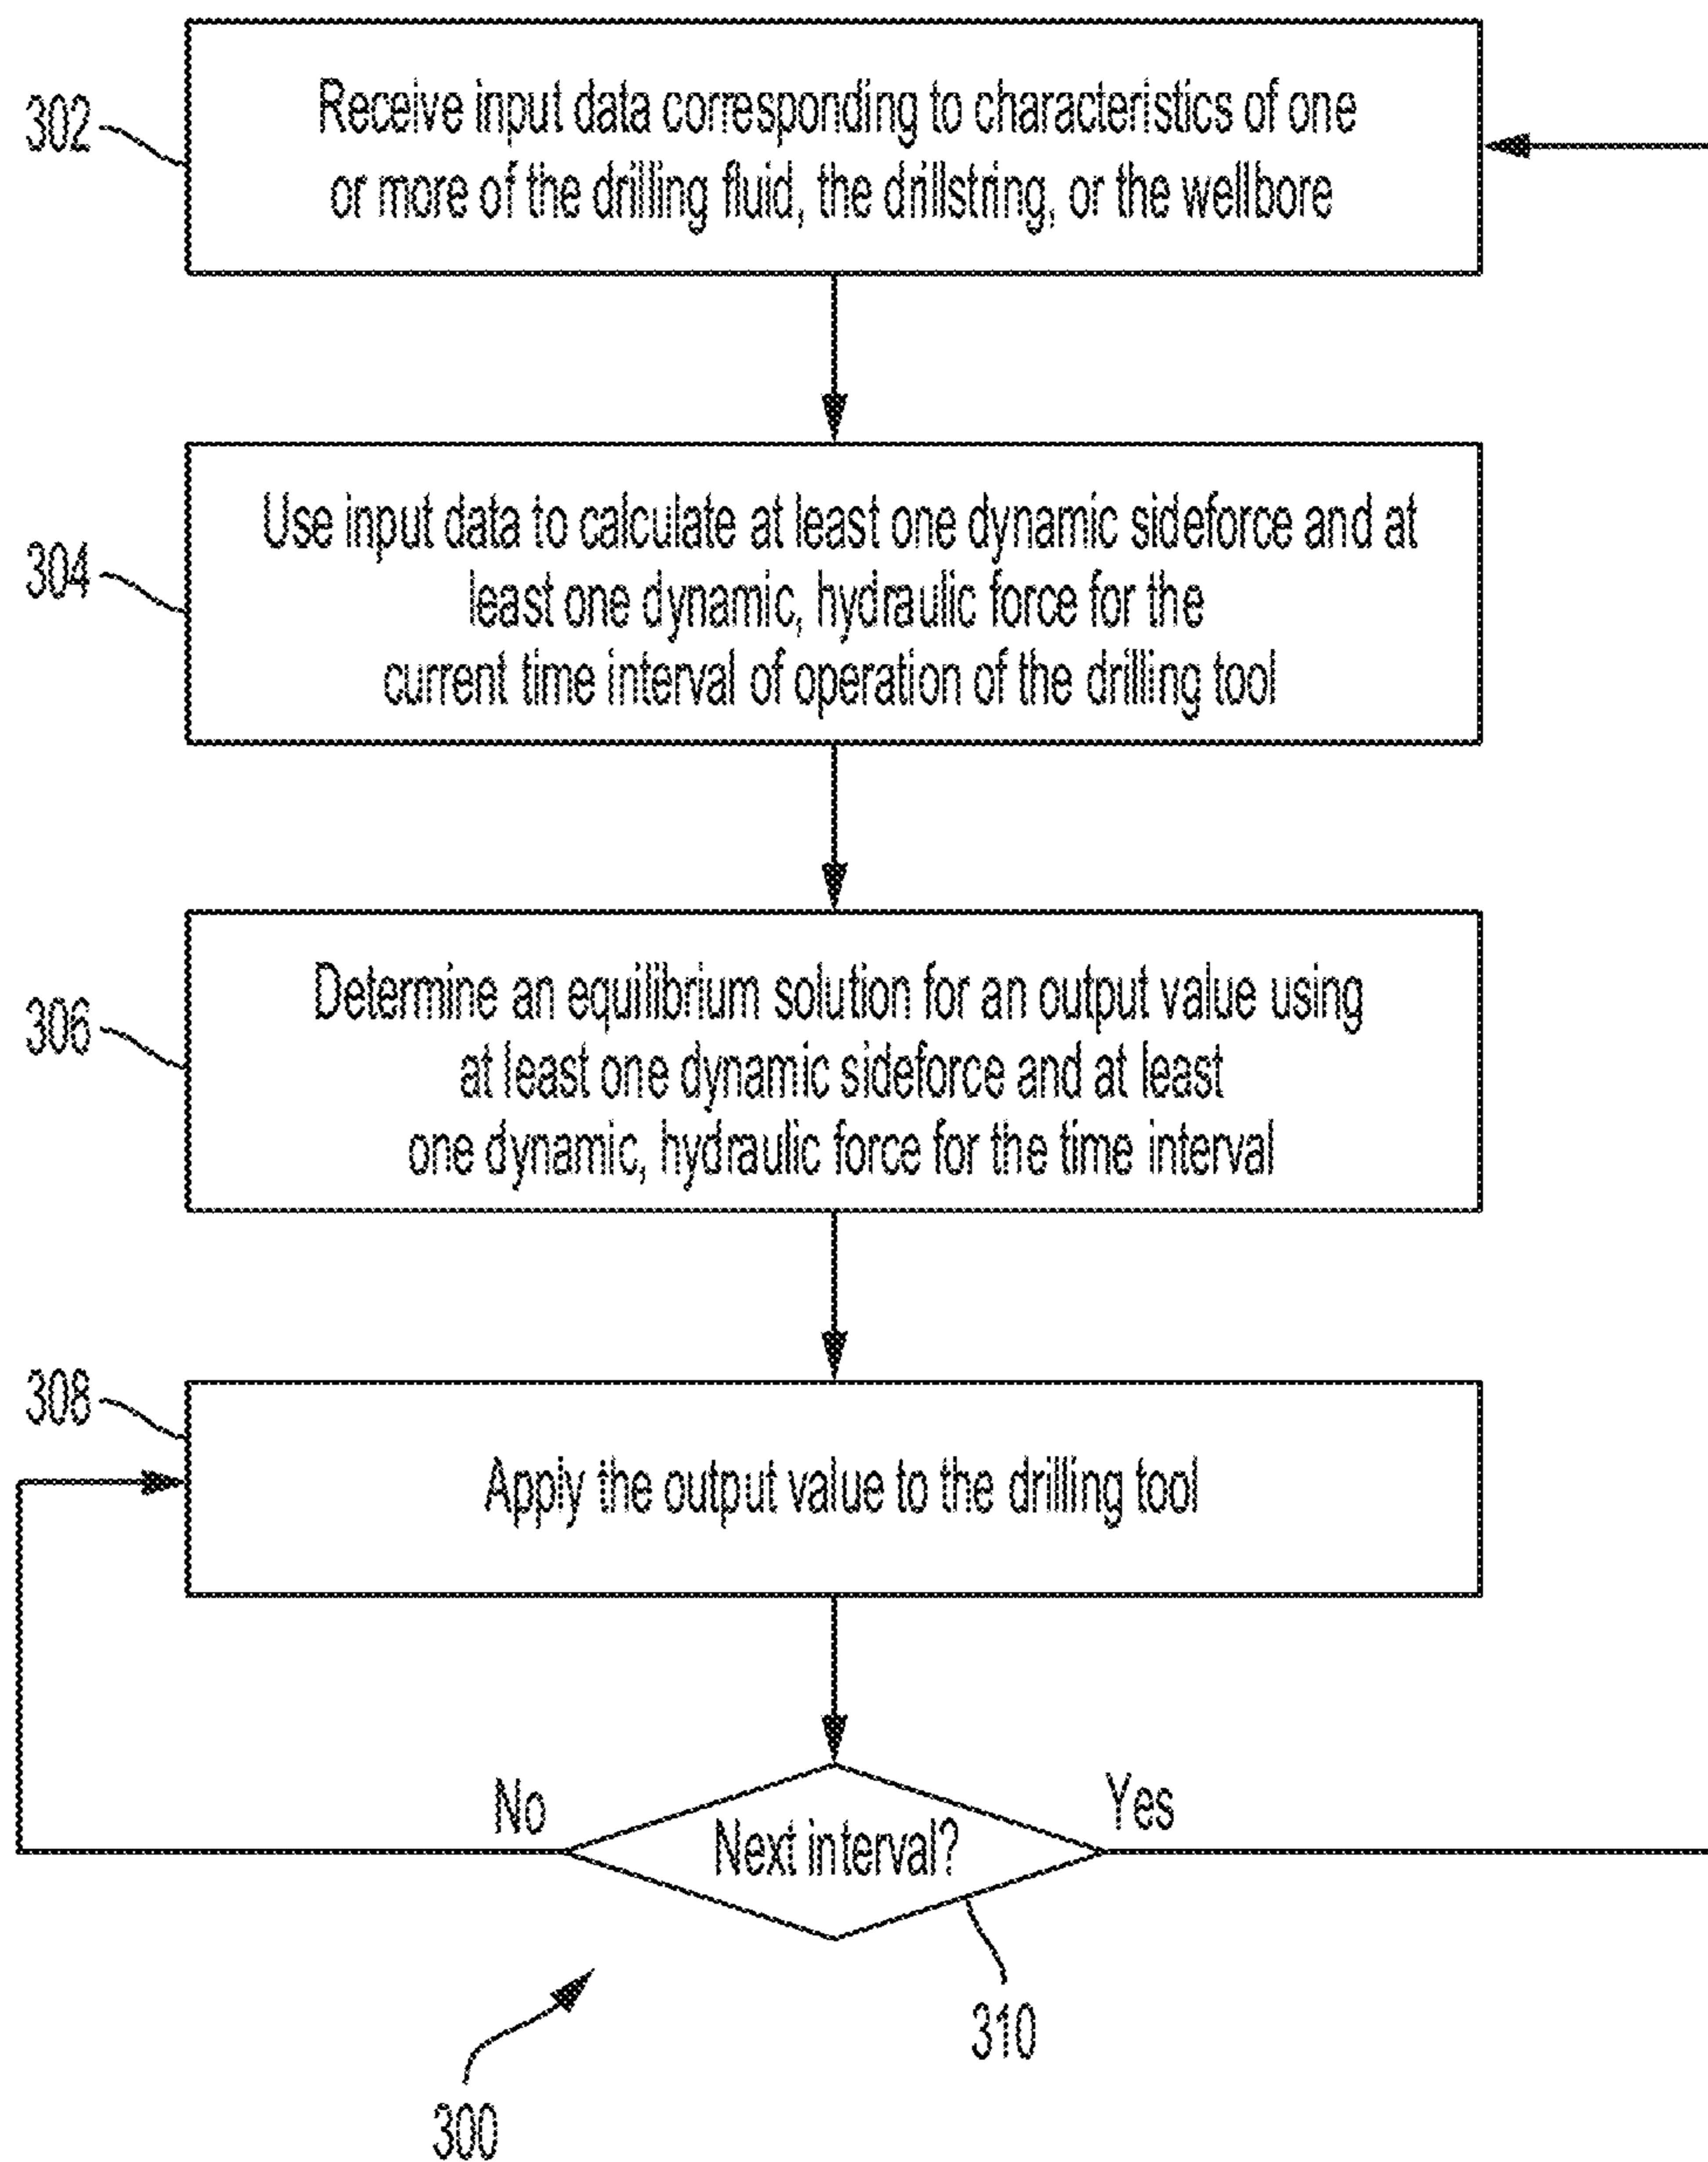 302
Receive input data corresponding to characteristics of one
or more of the drilling fluid, the drillstring, or the wellbore
304
Use input data to calculate at least one dynamic sideforce and at
least one dynamic, hydraulic force for the
current time interval of operation of the drilling tool
306
Determine an equilibrium solution for an output value using
at least one dynamic sideforce and at least
one dynamic, hydraulic force for the time interval
308
Apply the output value to the drilling tool
No
Next interval?
Yes
310
300